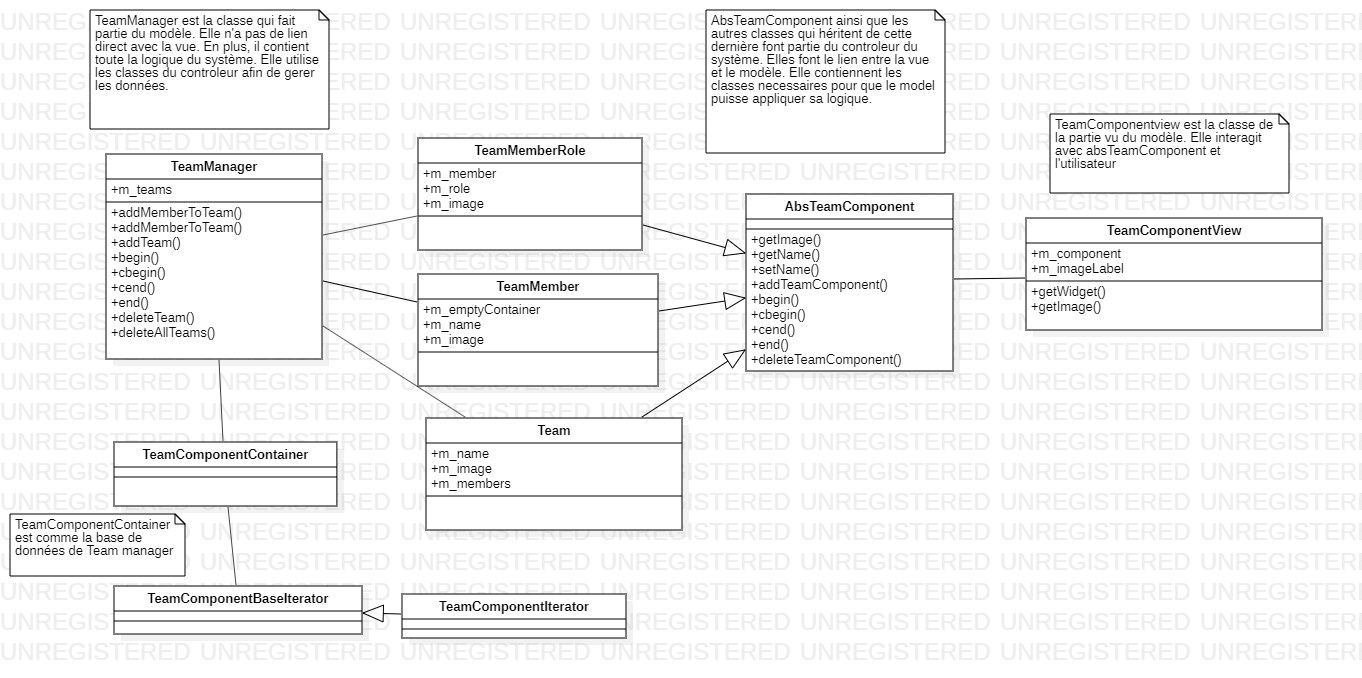 TeamManager est la classe qui fait
partie du modèle. Elle n'a pas de lien
direct avec la vue. En plus, il contient
toute la logique du système. Elle utilise
les classes du controleur afin de gerer
les données.
AbsTeamComponent ainsi que les
autres classes qui héritent de cette
dernière font partie du controleur du
système. Elles font le lien entre la vue
et le modèle. Elle contiennent les
classes necessaires pour que le model
puisse appliquer sa logique.
TeamComponentview est la classe de
la partie vu du modèle. Elle interagit
avec absTeamComponent et
l'utilisateur
TeamManager
+m_teams
+addMemberToTeam()
+addMemberToTeam()
+addTeam()
+begin()
+cbegin()
+cend()
+end()
+deleteTeam()
+deleteAllTeams()
TeamMemberRole
+m_member
+m_role
+m_image
TeamMember
+m_emptyContainer
+m_name
+m_image
Team
+m_name
+m_image
+m_members
AbsTeamComponent
+getImage()
+getName()
+setName()
+addTeamComponent()
+begin()
+cbegin()
+cend()
+end()
+deleteTeamComponent()
TeamComponentView
+m_component
+m_imageLabel
+getWidget()
+getImage()
TeamComponentContainer
TeamComponentContainer
est comme la base de
données de Team manager
TeamComponentBaseIterator
TeamComponentIterator
UNREGISTERED